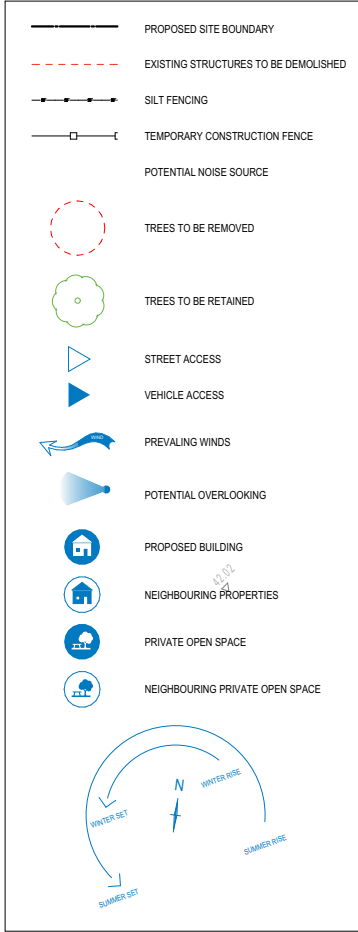 PROPOSED SITE BOUNDARY
EXISTING STRUCTURES TO BE DEMOLISHED
SILT FENCING
TEMPORARY CONSTRUCTION FENCE
POTENTIAL NOISE SOURCE
TREES TO BE REMOVED
TREES TO BE RETAINED
STREET ACCESS
VEHICLE ACCESS
WIND
PREVALING WINDS
POTENTIAL OVERLOOKING
PROPOSED BUILDING
42.02
NEIGHBOURING PROPERTIES
PRIVATE OPEN SPACE
NEIGHBOURING PRIVATE OPEN SPACE
N
WINTER RISE
WINTER SET
SUMMER RISE
SUMMER SET